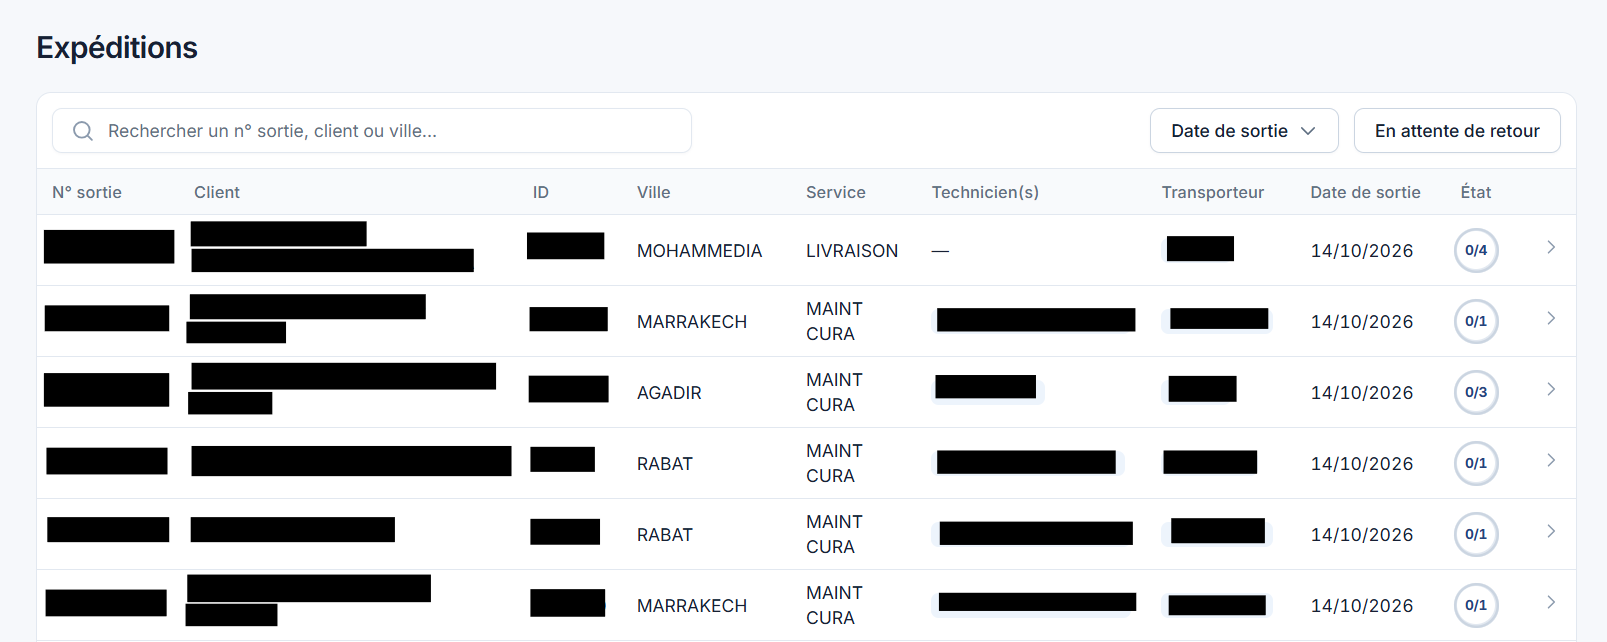 Expéditions
Rechercher un n° sortie, client ou ville...
Date de sortie
En attente de retour
N° sortie Client ID Ville Service Technicien(s) Transporteur Date de sortie État
MOHAMMEDIA LIVRAISON — 14/10/2026 0/4
MARRAKECH MAINT CURA 14/10/2026 0/1
AGADIR MAINT CURA 14/10/2026 0/3
RABAT MAINT CURA 14/10/2026 0/1
RABAT MAINT CURA 14/10/2026 0/1
MARRAKECH MAINT CURA 14/10/2026 0/1